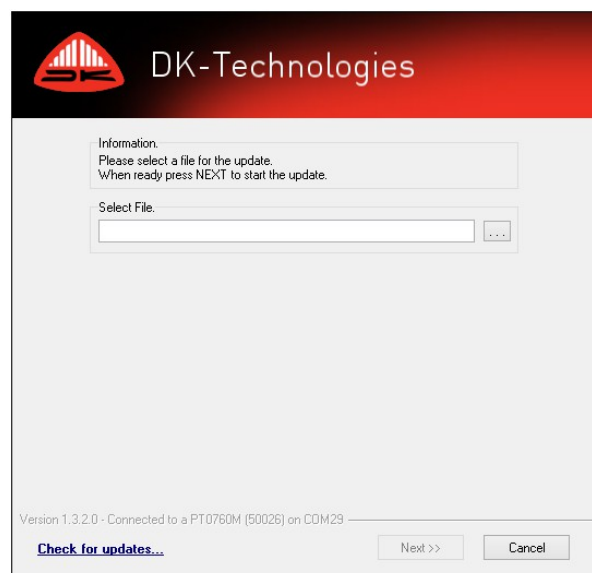 DK
DK-Technologies
Information.
Please select a file for the update.
When ready press NEXT to start the update.
Select File.
...
Version 1.3.2.0 - Connected to a PT0760M (50026) on COM29
Check for updates...
Next >>
Cancel